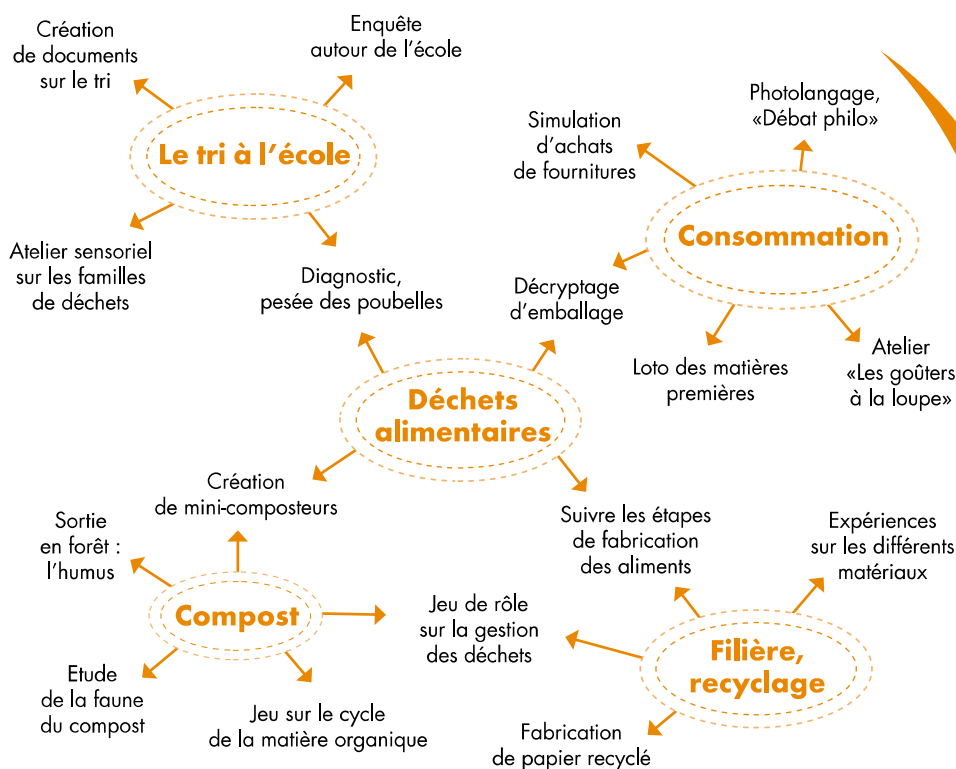 Création
de documents
sur le tri
Enquête
autour de l'école
Le tri à l'école
Atelier sensoriel
sur les familles
de déchets
Diagnostic,
pesée des poubelles
Simulation
d'achats
de fournitures
Photolangage,
«Débat philo»
Consommation
Décryptage
d'emballage
Loto des matières
premières
Atelier
«Les goûters
à la loupe»
Déchets
alimentaires
Création
de mini-composteurs
Suivre les étapes
de fabrication
des aliments
Sortie
en forêt :
l'humus
Compost
Etude
de la faune
du compost
Jeu sur le cycle
de la matière organique
Jeu de rôle
sur la gestion
des déchets
Expériences
sur les différents
matériaux
Filière,
recyclage
Fabrication
de papier recyclé